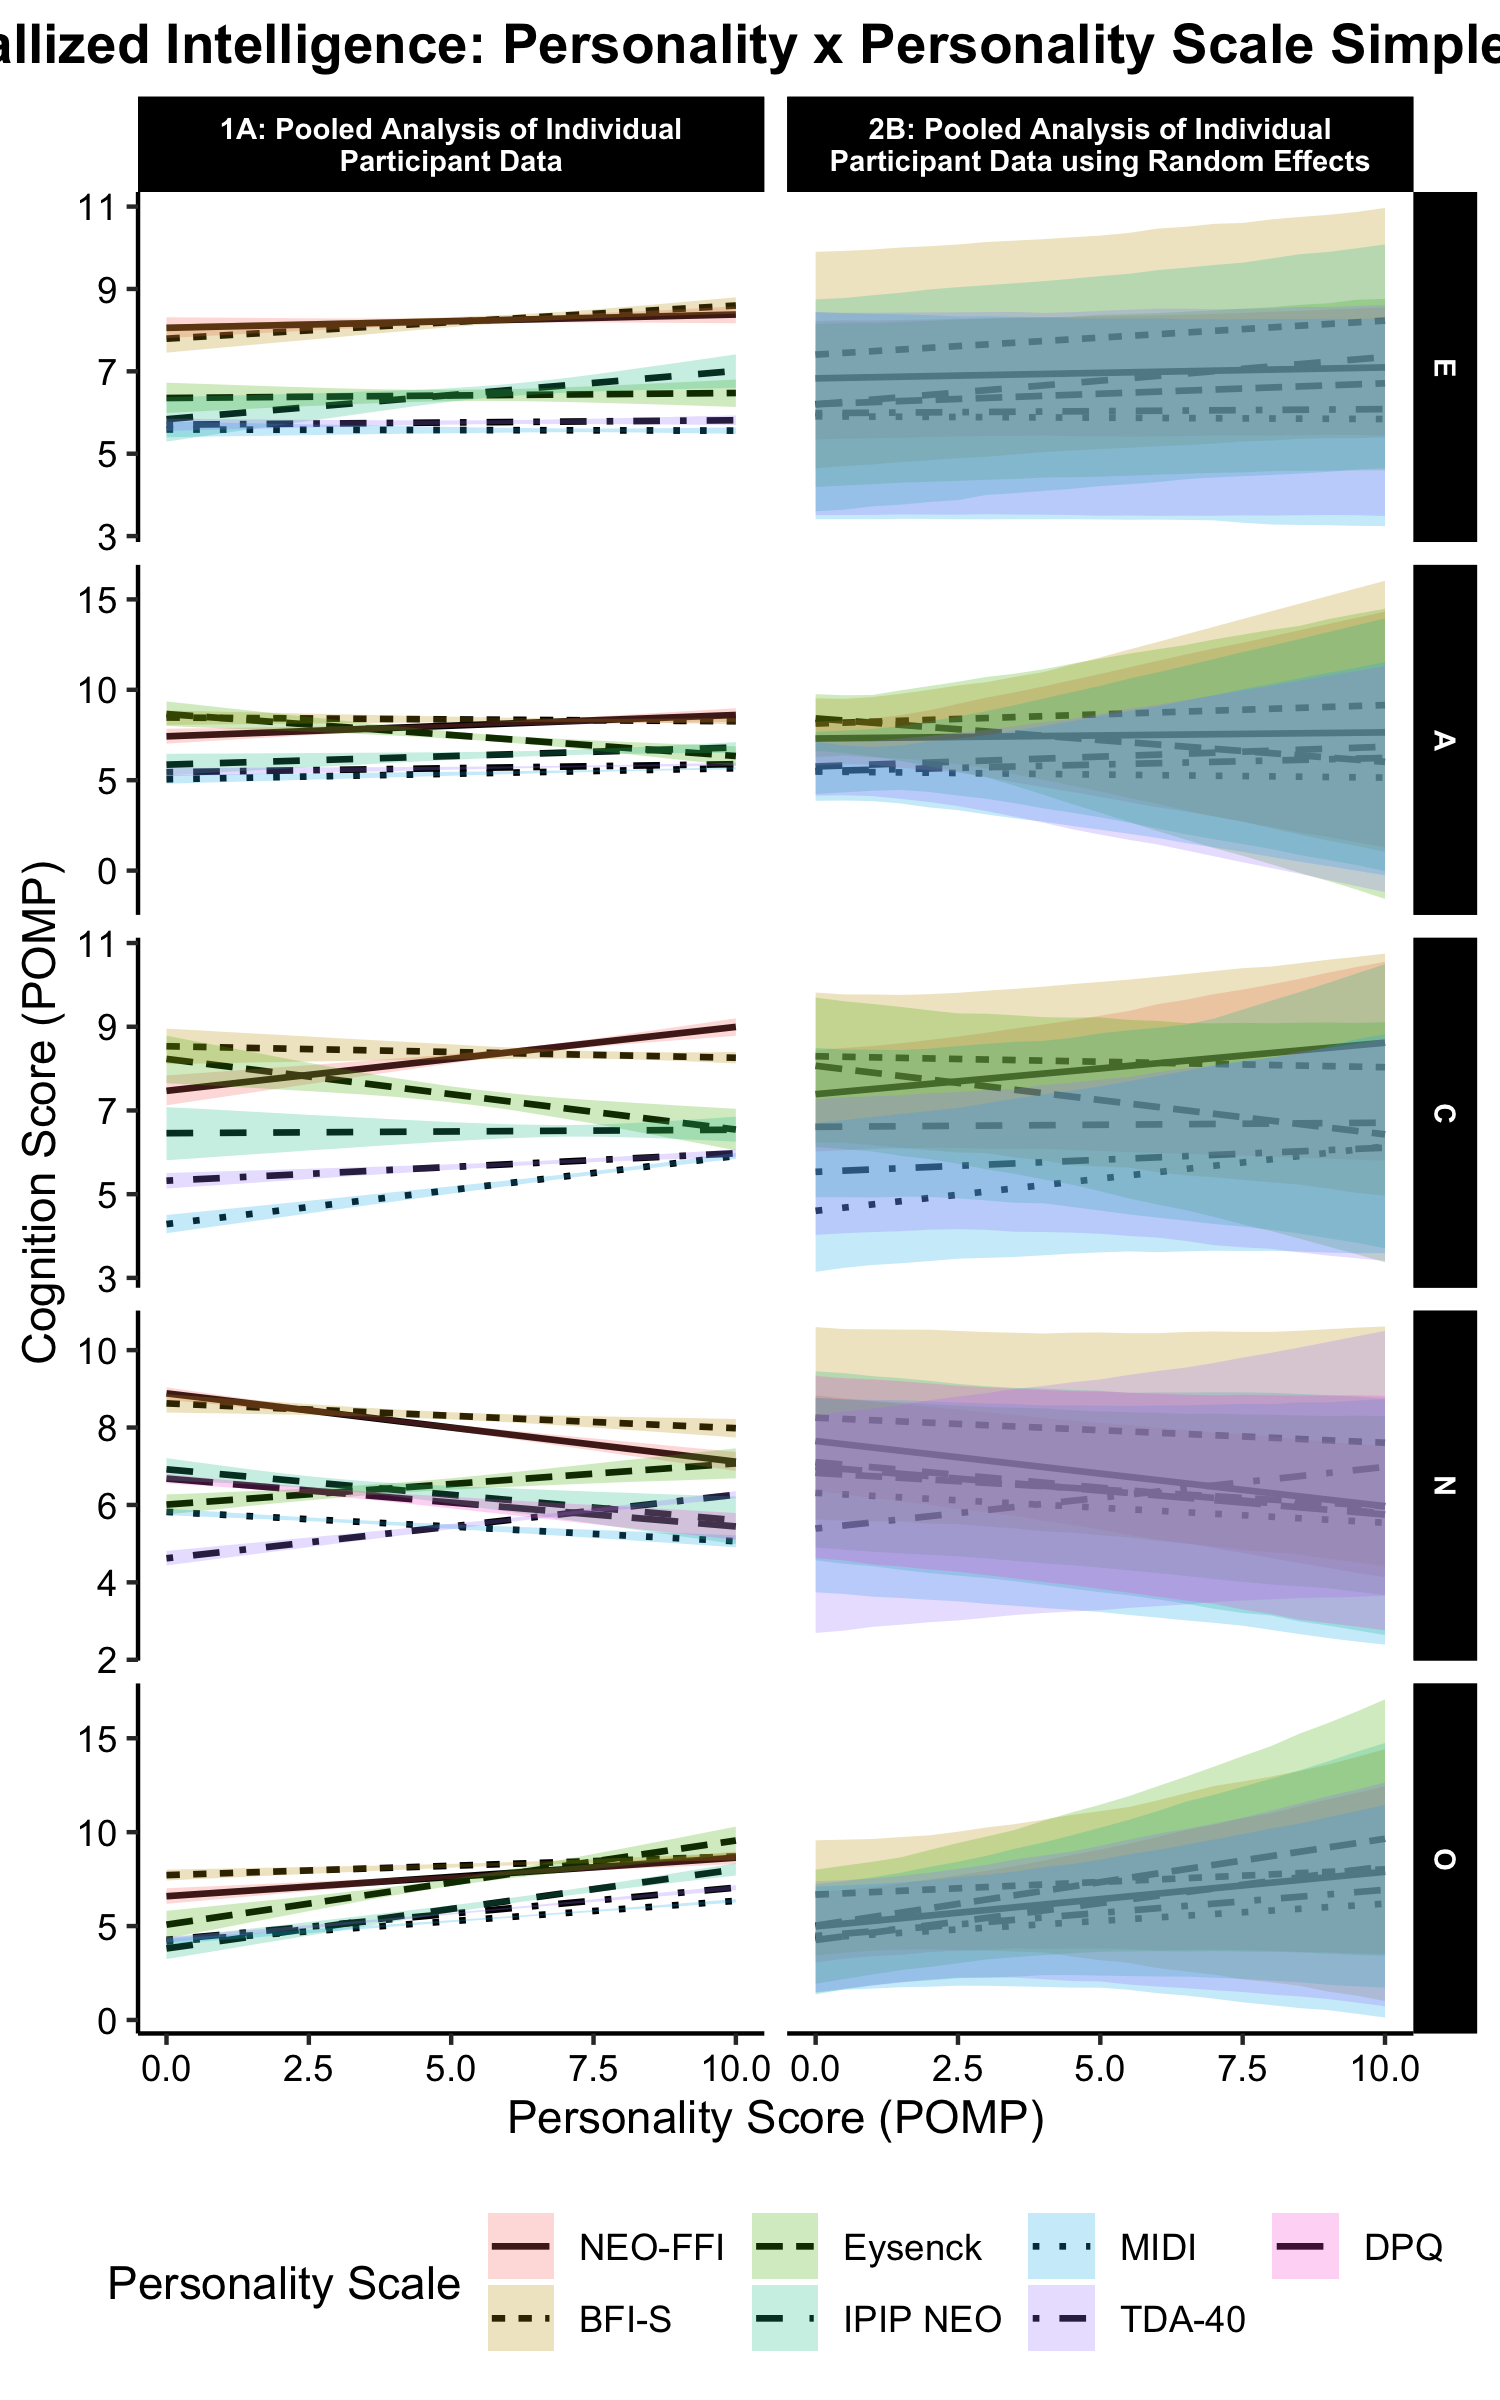 allized Intelligence: Personality x Personality Scale Simple
1A: Pooled Analysis of Individual
Participant Data
2B: Pooled Analysis of Individual
Participant Data using Random Effects
11
9
7
5
3
E
15
10
5
0
A
Cognition Score (POMP)
11
9
7
5
3
C
10
8
6
4
2
N
15
10
5
0
O
0.0 2.5 5.0 7.5 10.0 0.0 2.5 5.0 7.5 10.0
Personality Score (POMP)
Personality Scale
NEO-FFI Eysenck MIDI DPQ
BFI-S IPIP NEO TDA-40